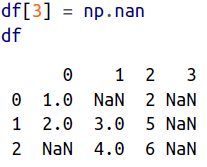 df[3] = np.nan
df
0 1 2 3
0 1.0 NaN 2 NaN
1 2.0 3.0 5 NaN
2 NaN 4.0 6 NaN